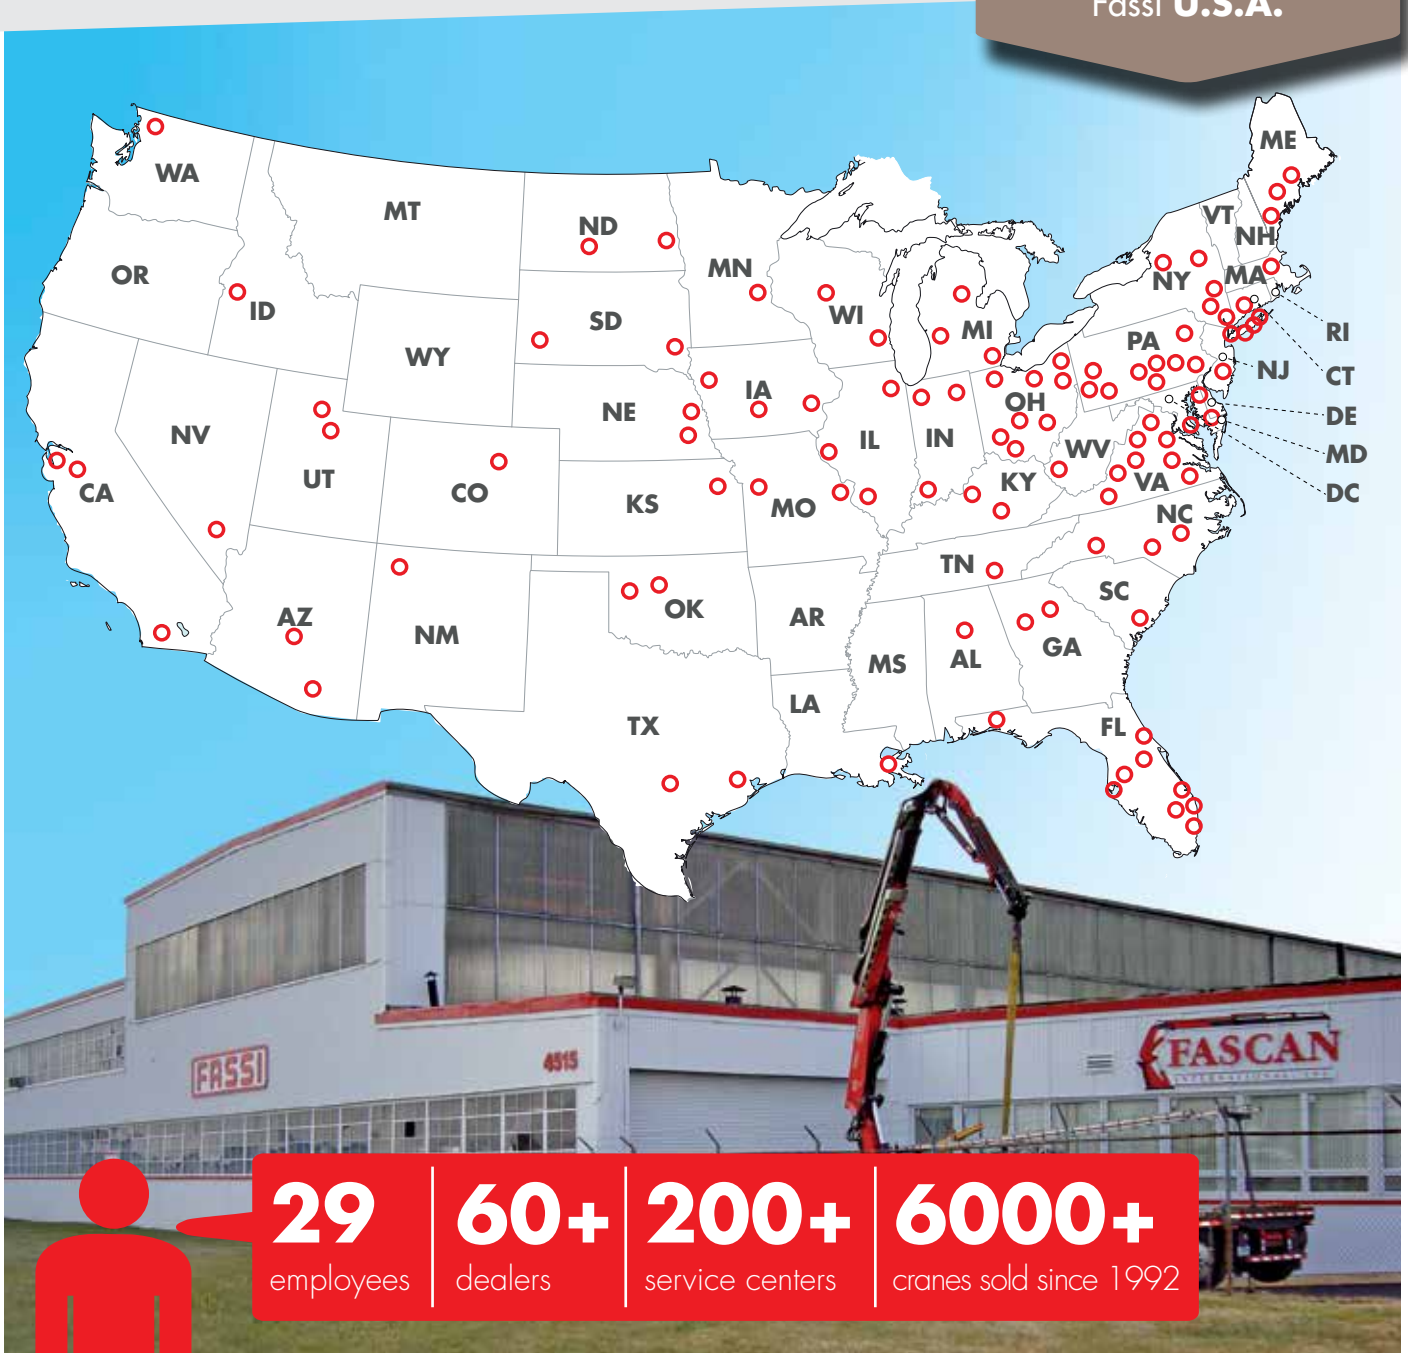 Fassi U.S.A.
ME
WA
MT
ND
VT
NH
OR
ID
MN
NY
MA
SD
WI
MI
RI
WY
PA
NJ
CT
IA
NE
OH
DE
NV
IL
IN
WV
MD
UT
CO
KS
MO
KY
VA
DC
CA
NC
TN
SC
AZ
NM
OK
AR
MS
AL
GA
LA
TX
FL
FASSI
4515
FASCAN
INTERNATIONAL INC
29
employees
60+
dealers
200+
service centers
6000+
cranes sold since 1992